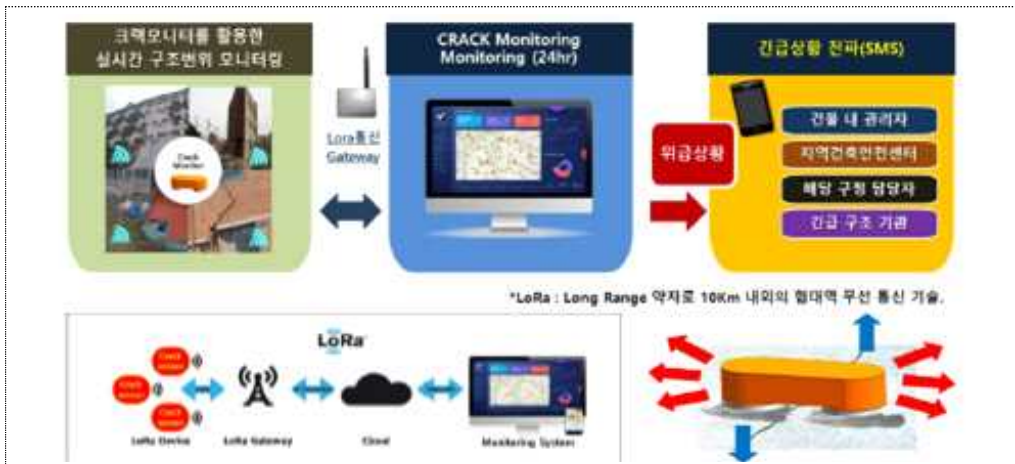 크랙모니터를 활용한
실시간 구조변위 모니터링
Crack
Monitor
Lora통신
Gateway
CRACK Monitoring
Monitoring (24hr)
위급상황
긴급상황 전파(SMS)
건물 내 관리자
지역건축안전센터
해당 구청 담당자
긴급 구조 기관
*LoRa : Long Range 약자로 10Km 내외의 협대역 무선 통신 기술.
LoRa
LoRa Device
LoRa Gateway
Cloud
Monitoring System